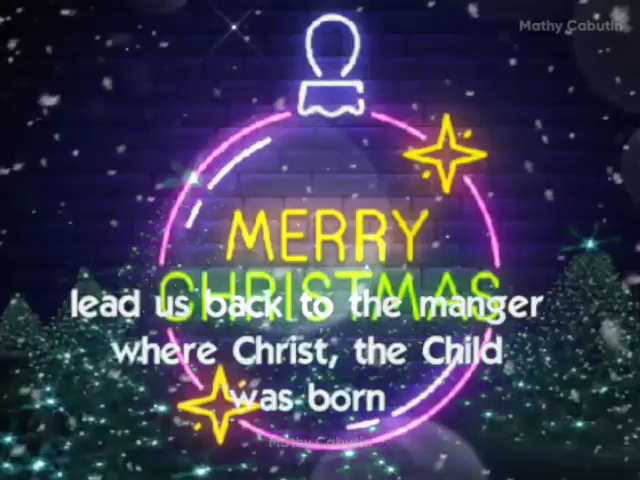 Mathy Cabutin
MERRY
CHRISTMAS
lead us back to the manger
where Christ, the Child
was born
Mathy Cabutin